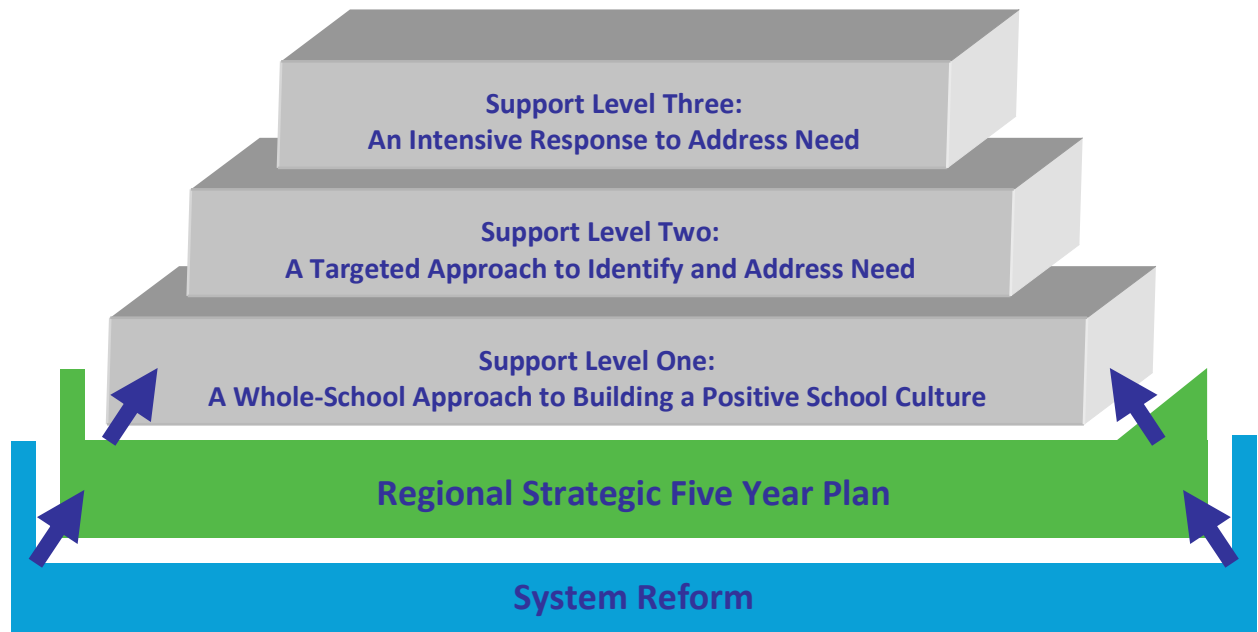 Support Level Three:
An Intensive Response to Address Need
Support Level Two:
A Targeted Approach to Identify and Address Need
Support Level One:
A Whole-School Approach to Building a Positive School Culture
Regional Strategic Five Year Plan
System Reform